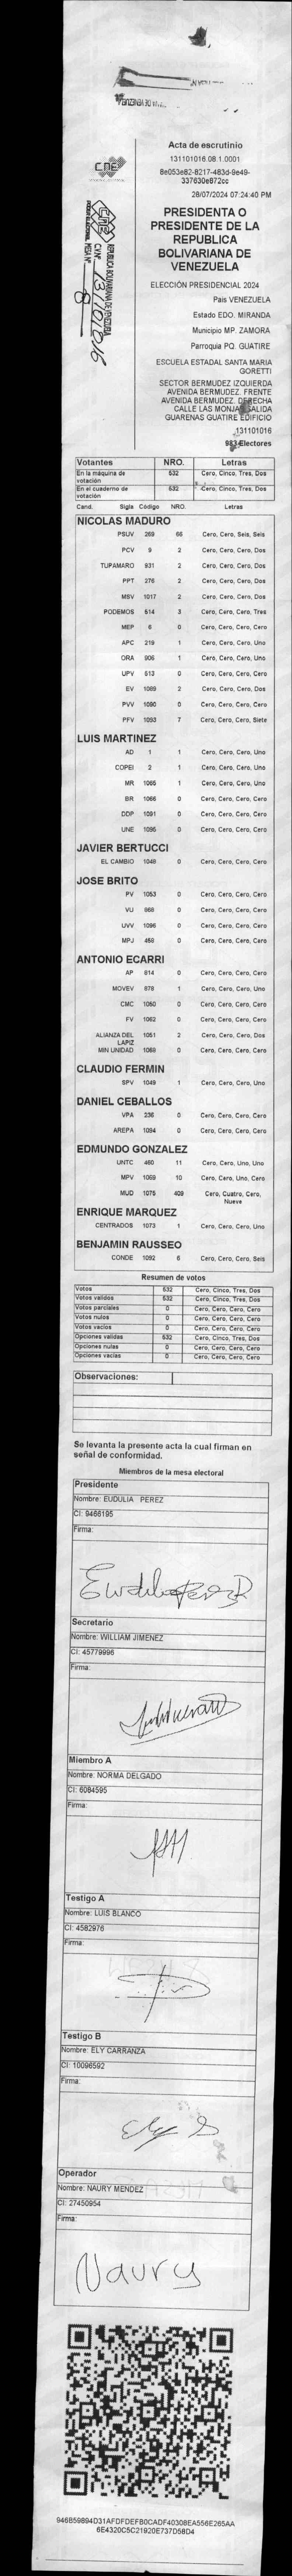 Acta de escrutinio
131101016.08.1.0001
8e053e82-8217-483d-9e49-
337630e872cc
28/07/2024 07:24:40 PM
CNE
PODER ELECTORAL
REPUBLICA BOLIVARIANA DE VENEZUELA
CNE
C.V. Nº 131101016
MESA Nº 8
PRESIDENTA O
PRESIDENTE DE LA
REPUBLICA
BOLIVARIANA DE
VENEZUELA
ELECCIÓN PRESIDENCIAL 2024
Pais VENEZUELA
Estado EDO. MIRANDA
Municipio MP. ZAMORA
Parroquia PQ. GUATIRE
ESCUELA ESTADAL SANTA MARIA
GORETTI
SECTOR BERMUDEZ IZQUIERDA
AVENIDA BERMUDEZ. FRENTE
AVENIDA BERMUDEZ. DERECHA
CALLE LAS MONJAS SALIDA
GUARENAS GUATIRE EDIFICIO
131101016
983 Electores
Votantes NRO. Letras
En la máquina de votación 532 Cero, Cinco, Tres, Dos
En el cuaderno de votación 532 Cero, Cinco, Tres, Dos
Cand. Sigla Código NRO. Letras
NICOLAS MADURO
PSUV 269 66 Cero, Cero, Seis, Seis
PCV 9 2 Cero, Cero, Cero, Dos
TUPAMARO 931 2 Cero, Cero, Cero, Dos
PPT 276 2 Cero, Cero, Cero, Dos
MSV 1017 2 Cero, Cero, Cero, Dos
PODEMOS 514 3 Cero, Cero, Cero, Tres
MEP 6 0 Cero, Cero, Cero, Cero
APC 219 1 Cero, Cero, Cero, Uno
ORA 906 1 Cero, Cero, Cero, Uno
UPV 613 0 Cero, Cero, Cero, Cero
EV 1089 2 Cero, Cero, Cero, Dos
PVV 1090 0 Cero, Cero, Cero, Cero
PFV 1093 7 Cero, Cero, Cero, Siete
LUIS MARTINEZ
AD 1 1 Cero, Cero, Cero, Uno
COPEI 2 1 Cero, Cero, Cero, Uno
MR 1065 1 Cero, Cero, Cero, Uno
BR 1066 0 Cero, Cero, Cero, Cero
DDP 1091 0 Cero, Cero, Cero, Cero
UNE 1095 0 Cero, Cero, Cero, Cero
JAVIER BERTUCCI
EL CAMBIO 1048 0 Cero, Cero, Cero, Cero
JOSE BRITO
PV 1053 0 Cero, Cero, Cero, Cero
VU 868 0 Cero, Cero, Cero, Cero
UVV 1096 0 Cero, Cero, Cero, Cero
MPJ 459 0 Cero, Cero, Cero, Cero
ANTONIO ECARRI
AP 814 0 Cero, Cero, Cero, Cero
MOVEV 878 1 Cero, Cero, Cero, Uno
CMC 1050 0 Cero, Cero, Cero, Cero
FV 1062 0 Cero, Cero, Cero, Cero
ALIANZA DEL LAPIZ 1051 2 Cero, Cero, Cero, Dos
MIN UNIDAD 1068 0 Cero, Cero, Cero, Cero
CLAUDIO FERMIN
SPV 1049 1 Cero, Cero, Cero, Uno
DANIEL CEBALLOS
VPA 236 0 Cero, Cero, Cero, Cero
AREPA 1094 0 Cero, Cero, Cero, Cero
EDMUNDO GONZALEZ
UNTC 460 11 Cero, Cero, Uno, Uno
MPV 1069 10 Cero, Cero, Uno, Cero
MUD 1075 409 Cero, Cuatro, Cero, Nueve
ENRIQUE MARQUEZ
CENTRADOS 1073 1 Cero, Cero, Cero, Uno
BENJAMIN RAUSSEO
CONDE 1092 6 Cero, Cero, Cero, Seis
Resumen de votos
Votos 532 Cero, Cinco, Tres, Dos
Votos validos 532 Cero, Cinco, Tres, Dos
Votos parciales 0 Cero, Cero, Cero, Cero
Votos nulos 0 Cero, Cero, Cero, Cero
Votos vacios 0 Cero, Cero, Cero, Cero
Opciones validas 532 Cero, Cinco, Tres, Dos
Opciones nulas 0 Cero, Cero, Cero, Cero
Opciones vacias 0 Cero, Cero, Cero, Cero
Observaciones:
Se levanta la presente acta la cual firman en
señal de conformidad.
Miembros de la mesa electoral
Presidente
Nombre: EUDULIA PEREZ
CI: 9466195
Firma:
Secretario
Nombre: WILLIAM JIMENEZ
CI: 45779996
Firma:
Miembro A
Nombre: NORMA DELGADO
CI: 6084595
Firma:
Testigo A
Nombre: LUIS BLANCO
CI: 4582976
Firma:
Testigo B
Nombre: ELY CARRANZA
CI: 10096592
Firma:
Operador
Nombre: NAURY MENDEZ
CI: 27450954
Firma:
Naury
946B59894D31AFDFDEFB0CADF40308EA556E265AA
6E4320C5C21920E737D58D4